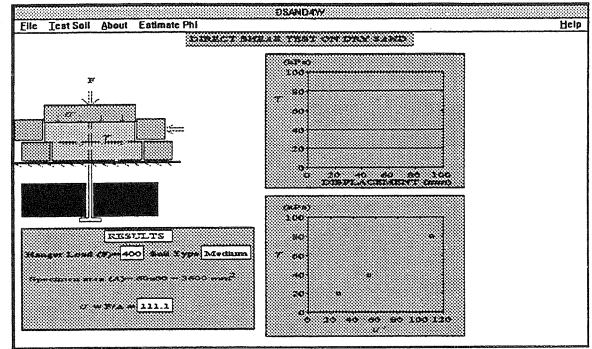 DSAND4W
File Test Soil About Estimate Phi Help
DIRECT SHEAR TEST ON DRY SAND
F
σ
τ
(kPa)
100
80
60
40
20
0
τ
0 20 40 60 80 100
DISPLACEMENT (mm)
RESULTS
Hanger Load (F)= 400 Soil Type Medium
Specimen size (A)= 60x60 = 3600 mm²
σ = F/A = 111.1
(kPa)
100
80
60
40
20
0
τ
0 20 40 60 80 100 120
σ'